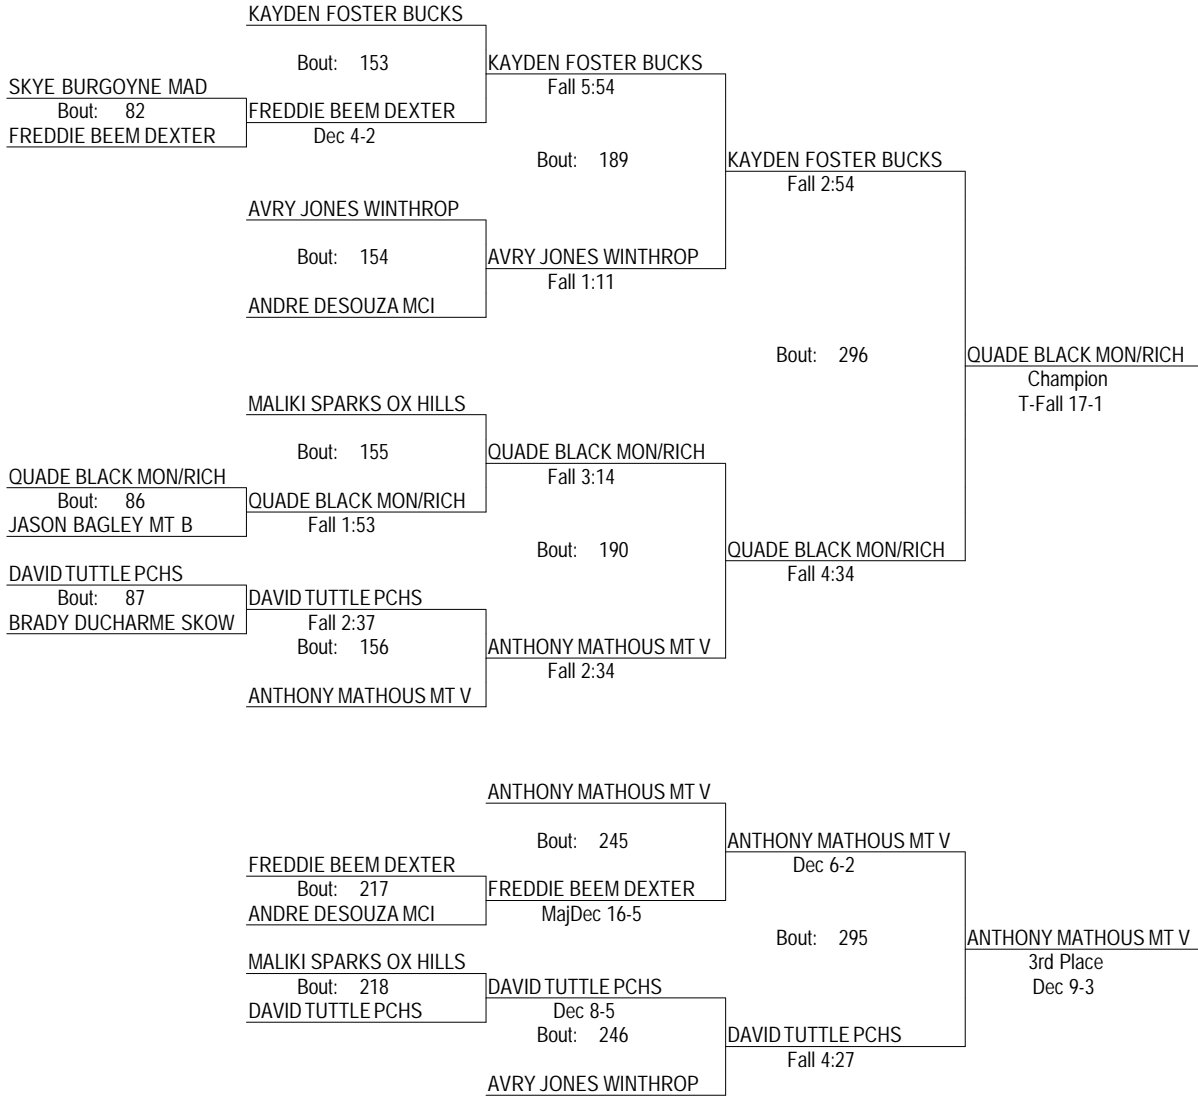 KAYDEN FOSTER BUCKS
Bout: 153
KAYDEN FOSTER BUCKS
Fall 5:54
SKYE BURGOYNE MAD
Bout: 82
FREDDIE BEEM DEXTER
FREDDIE BEEM DEXTER
Dec 4-2
Bout: 189
KAYDEN FOSTER BUCKS
Fall 2:54
AVRY JONES WINTHROP
Bout: 154
AVRY JONES WINTHROP
Fall 1:11
ANDRE DESOUZA MCI
Bout: 296
QUADE BLACK MON/RICH
Champion
T-Fall 17-1
MALIKI SPARKS OX HILLS
Bout: 155
QUADE BLACK MON/RICH
Fall 3:14
QUADE BLACK MON/RICH
Bout: 86
JASON BAGLEY MT B
QUADE BLACK MON/RICH
Fall 1:53
Bout: 190
QUADE BLACK MON/RICH
Fall 4:34
DAVID TUTTLE PCHS
Bout: 87
BRADY DUCHARME SKOW
DAVID TUTTLE PCHS
Fall 2:37
Bout: 156
ANTHONY MATHOUS MT V
Fall 2:34
ANTHONY MATHOUS MT V
ANTHONY MATHOUS MT V
Bout: 245
ANTHONY MATHOUS MT V
Dec 6-2
FREDDIE BEEM DEXTER
Bout: 217
ANDRE DESOUZA MCI
FREDDIE BEEM DEXTER
MajDec 16-5
Bout: 295
ANTHONY MATHOUS MT V
3rd Place
Dec 9-3
MALIKI SPARKS OX HILLS
Bout: 218
DAVID TUTTLE PCHS
DAVID TUTTLE PCHS
Dec 8-5
Bout: 246
DAVID TUTTLE PCHS
Fall 4:27
AVRY JONES WINTHROP